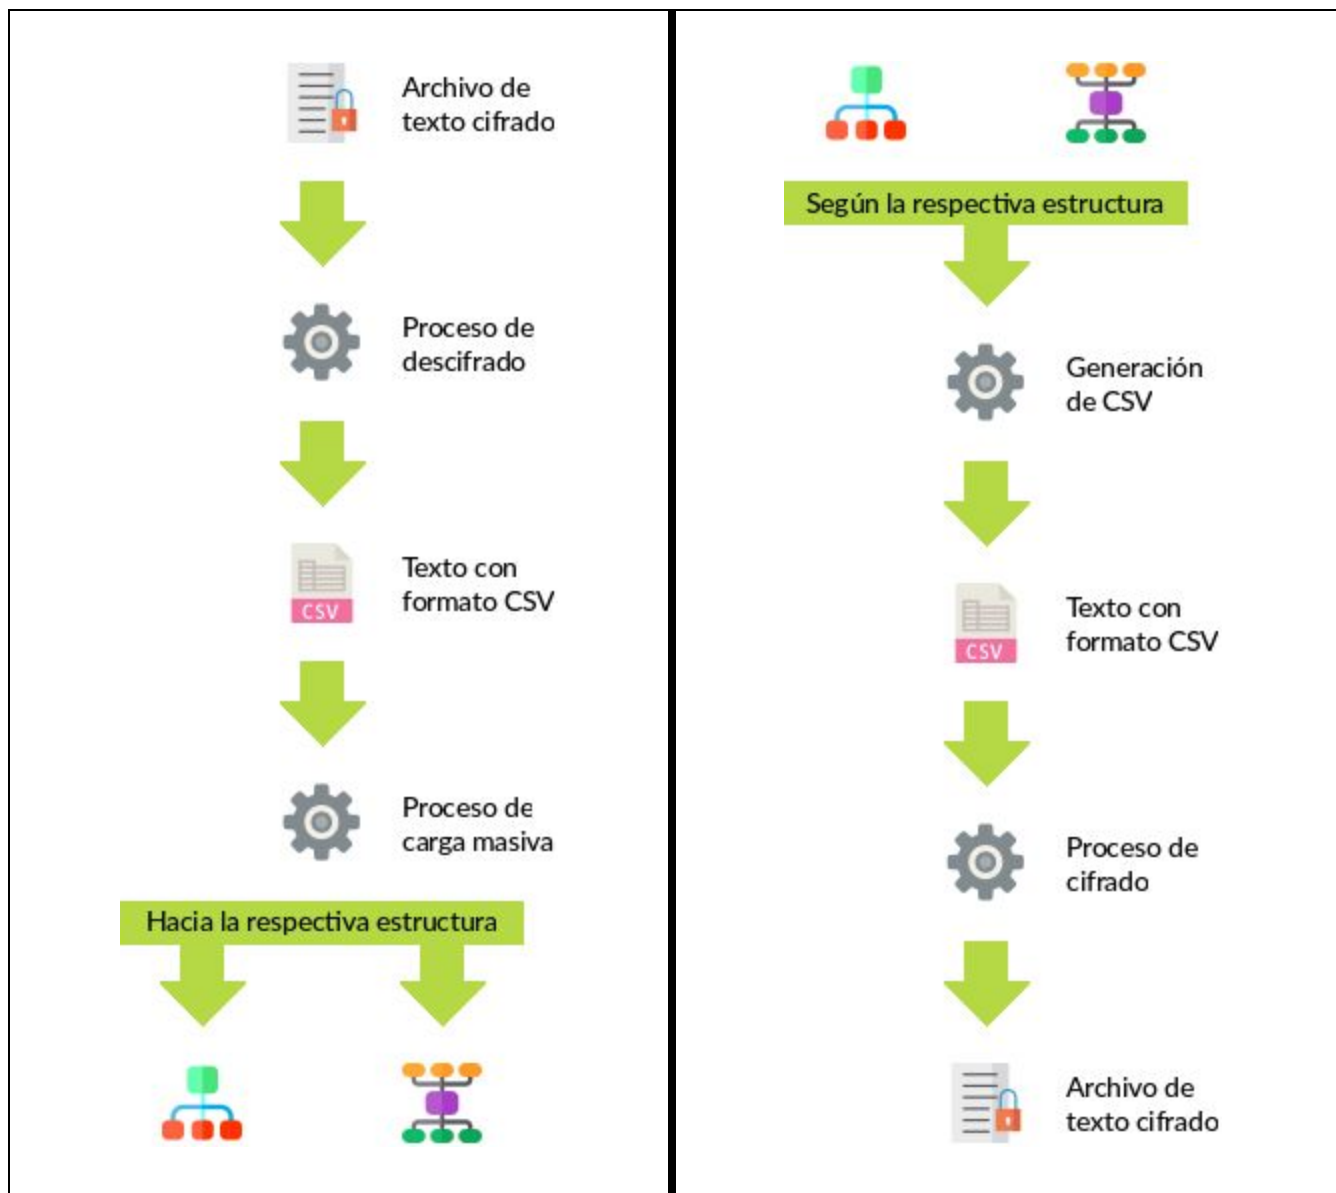 Archivo de
texto cifrado
Proceso de
descifrado
CSV
Texto con
formato CSV
Proceso de
carga masiva
Hacia la respectiva estructura
Según la respectiva estructura
Generación
de CSV
CSV
Texto con
formato CSV
Proceso de
cifrado
Archivo de
texto cifrado